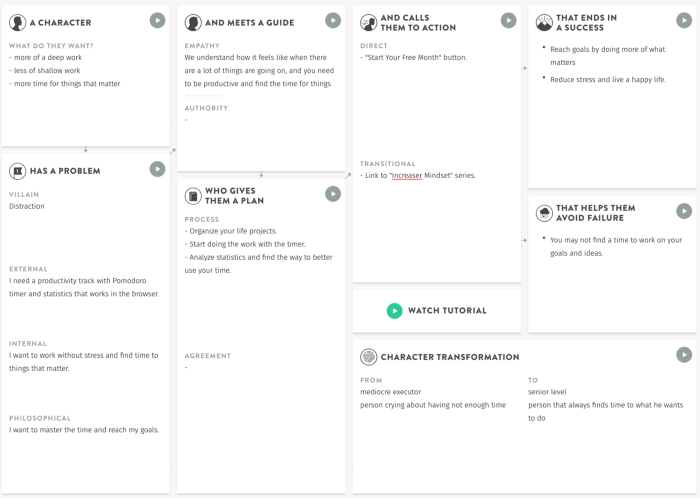 A CHARACTER
WHAT DO THEY WANT?
- more of a deep work
- less of shallow work
- more time for things that matter
HAS A PROBLEM
VILLAIN
Distraction
EXTERNAL
I need a productivity track with Pomodoro
timer and statistics that works in the browser.
INTERNAL
I want to work without stress and find time to
things that matter.
PHILOSOPHICAL
I want to master the time and reach my goals.
AND MEETS A GUIDE
EMPATHY
We understand how it feels like when there
are a lot of things are going on, and you need
to be productive and find the time for things
AUTHORITY
-
WHO GIVES
THEM A PLAN
PROCESS
- Organize your life projects.
- Start doing the work with the timer.
- Analyze statistics and find the way to better
use your time.
AGREEMENT
-
AND CALLS
THEM TO ACTION
DIRECT
- "Start Your Free Month" button.
TRANSITIONAL
- Link to "Increaser Mindset" series.
WATCH TUTORIAL
THAT ENDS IN
A SUCCESS
• Reach goals by doing more of what
matters
• Reduce stress and live a happy life.
THAT HELPS THEM
AVOID FAILURE
• You may not find a time to work on your
goals and ideas.
CHARACTER TRANSFORMATION
FROM
mediocre executor
person crying about having not enough time
TO
senior level
person that always finds time to what he wants
to do